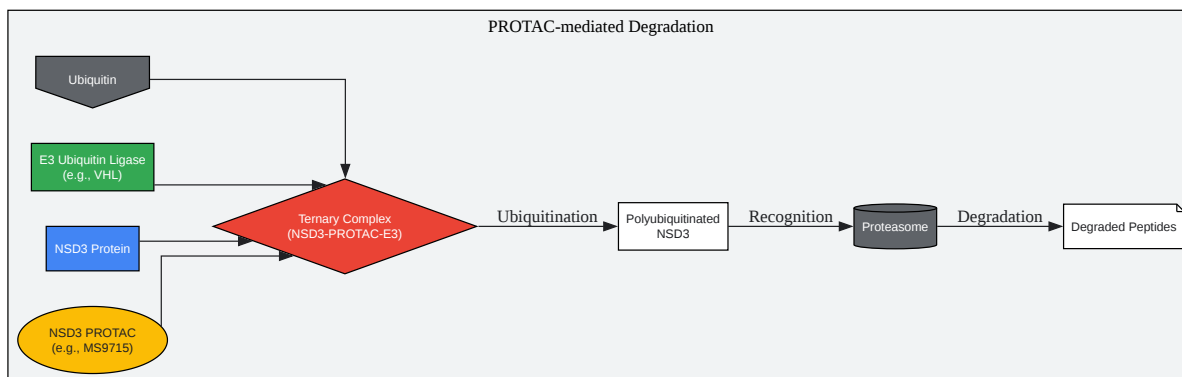 PROTAC-mediated Degradation
Ubiquitin
E3 Ubiquitin Ligase
(e.g., VHL)
NSD3 Protein
NSD3 PROTAC
(e.g., MS9715)
Ternary Complex
(NSD3-PROTAC-E3)
Ubiquitination
Polyubiquitinated
NSD3
Recognition
Proteasome
Degradation
Degraded Peptides